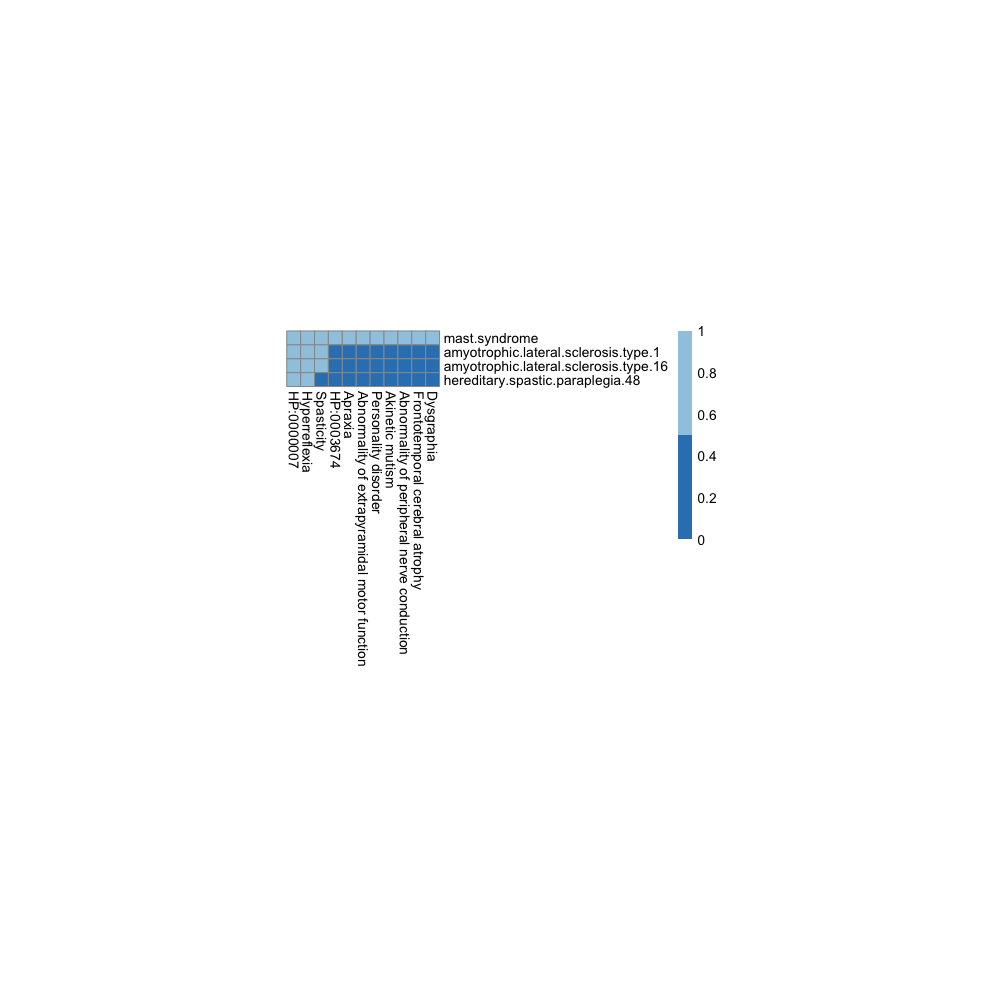 mast.syndrome
amyotrophic.lateral.sclerosis.type.1
amyotrophic.lateral.sclerosis.type.16
hereditary.spastic.paraplegia.48
HP:0000007
Hyperreflexia
Spasticity
HP:0003674
Apraxia
Abnormality of extrapyramidal motor function
Personality disorder
Akinetic mutism
Abnormality of peripheral nerve conduction
Frontotemporal cerebral atrophy
Dysgraphia
1
0.8
0.6
0.4
0.2
0